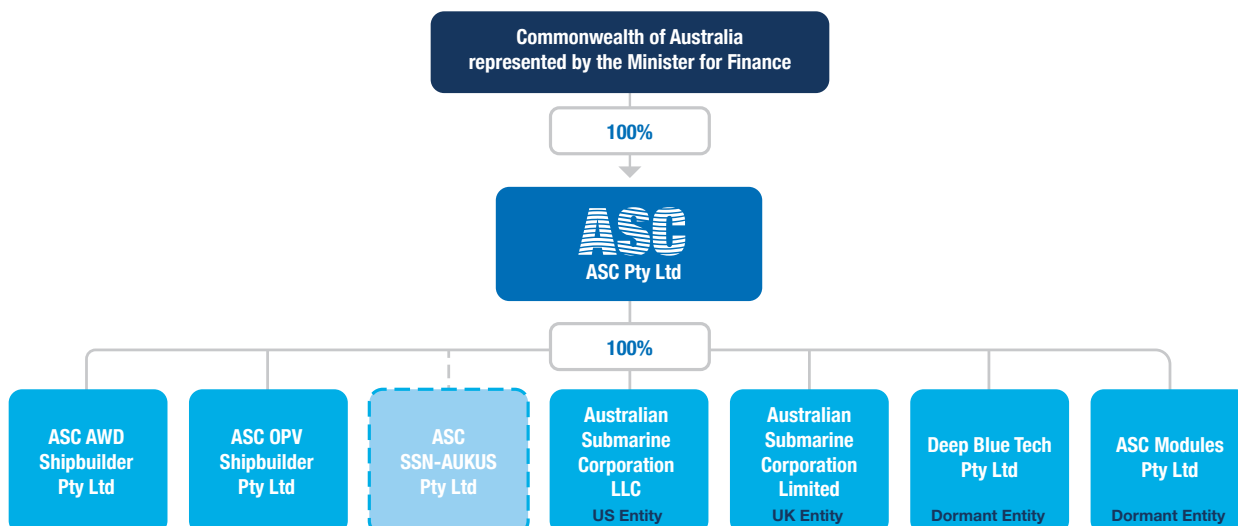 Commonwealth of Australia
represented by the Minister for Finance
100%
ASC
ASC Pty Ltd
100%
ASC AWD
Shipbuilder
Pty Ltd
ASC OPV
Shipbuilder
Pty Ltd
ASC
SSN-AUKUS
Pty Ltd
Australian
Submarine
Corporation
LLC
US Entity
Australian
Submarine
Corporation
Limited
UK Entity
Deep Blue Tech
Pty Ltd
Dormant Entity
ASC Modules
Pty Ltd
Dormant Entity